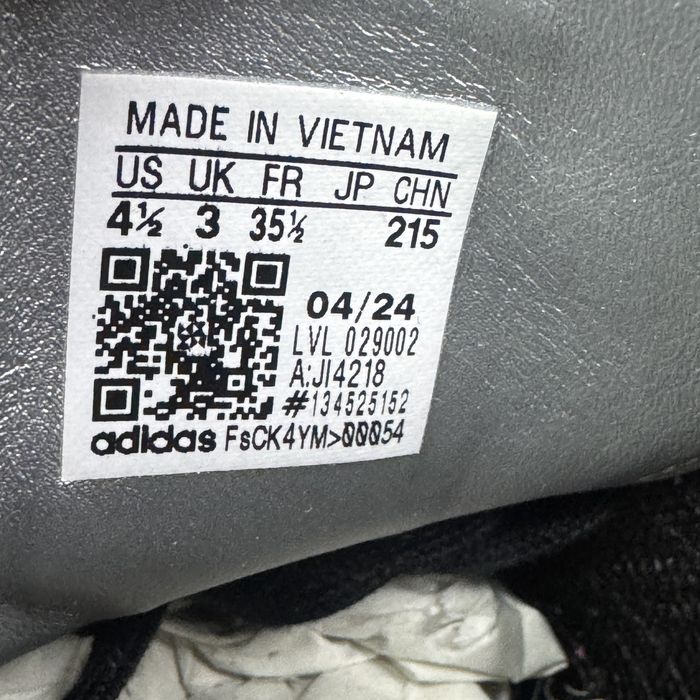 MADE IN VIETNAM
US UK FR JP CHN
4½ 3 35½ 215
04/24
LVL 029002
A:JI4218
#134525152
adidas FsCK4YM>00054